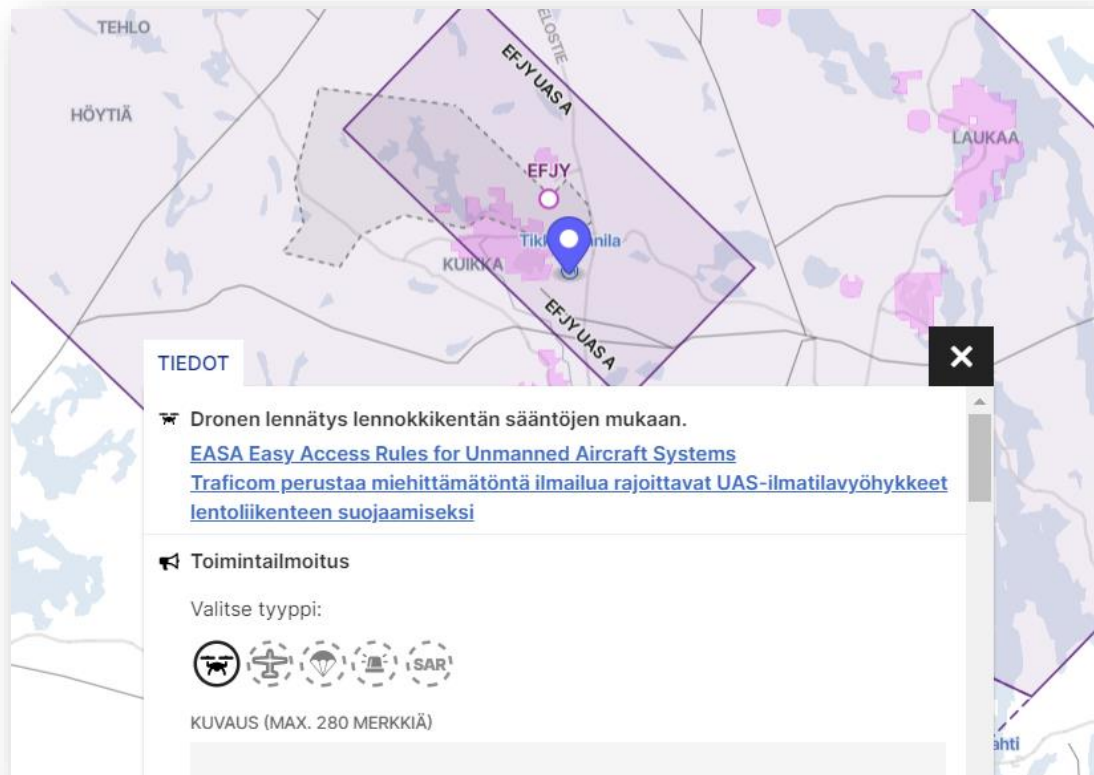 TEHLO
ELOSTIE
EFJY UAS A
HÖYTIÄ
LAUKAA
EFJY
KUIKKA
EFJY UAS A
TIEDOT
Dronen lennätys lennokkikentän sääntöjen mukaan.
EASA Easy Access Rules for Unmanned Aircraft Systems
Traficom perustaa miehittämätöntä ilmailua rajoittavat UAS-ilmatilavyöhykkeet
lentoliikenteen suojaamiseksi
Toimintailmoitus
Valitse tyyppi:
SAR
KUVAUS (MAX. 280 MERKKIÄ)
ahti